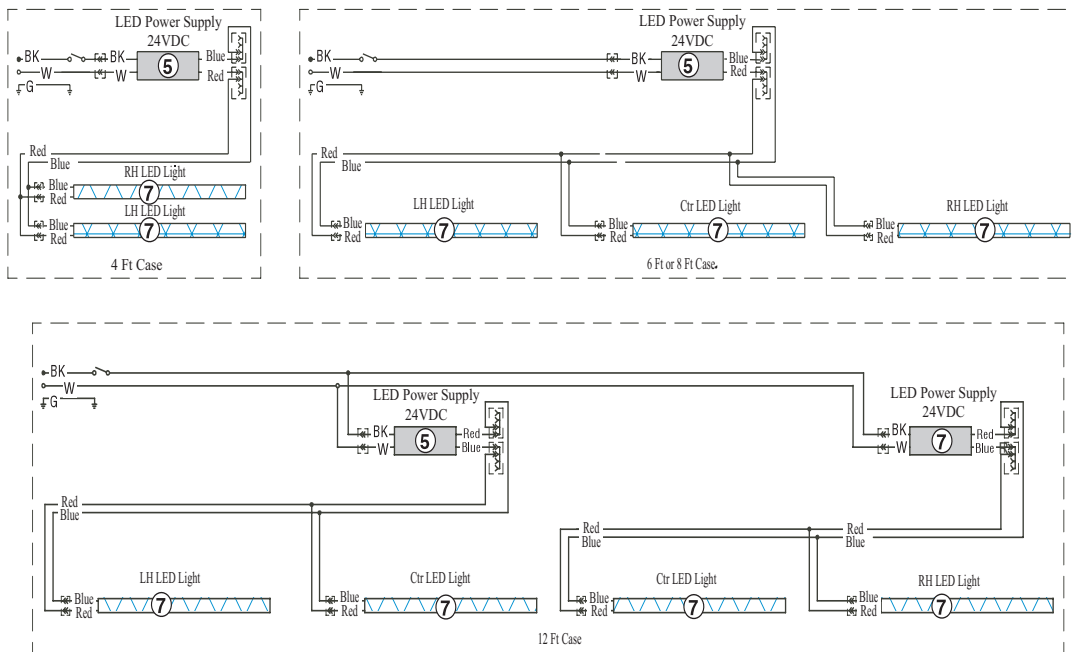 LED Power Supply
24VDC
BK
BK
5
Blue
W
W
Red
G
Red
Blue
RH LED Light
Blue
7
Red
LH LED Light
Blue
7
Red
4 Ft Case
LED Power Supply
24VDC
BK
BK
5
Blue
W
W
Red
G
Red
Blue
LH LED Light
Ctr LED Light
RH LED Light
Blue
7
Blue
7
Blue
7
Red
Red
Red
6 Ft or 8 Ft Case.
BK
W
G
LED Power Supply
24VDC
BK
5
Red
W
Blue
LED Power Supply
24VDC
BK
7
Red
W
Blue
Red
Blue
Red
Red
Blue
Blue
LH LED Light
Ctr LED Light
Ctr LED Light
RH LED Light
Blue
7
Blue
7
Blue
7
Blue
7
Red
Red
Red
Red
12 Ft Case